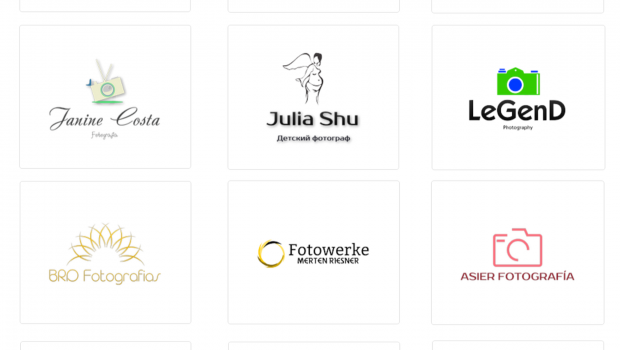 Janine Costa
Fotografia
Julia Shu
Детский фотограф
LeGenD
Photography
BRO Fotografias
Fotowerke
MERTEN RIESNER
ASIER FOTOGRAFÍA